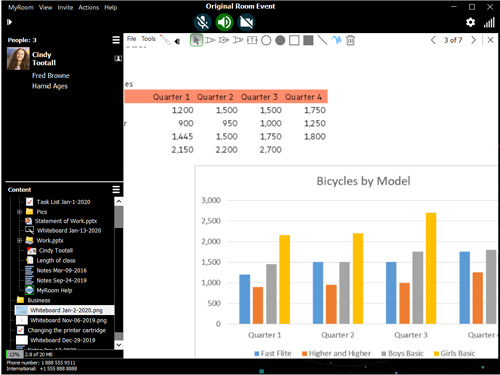 MyRoom View Invite Actions Help
Original Room Event
People: 3
Cindy
Tootall
Fred Browne
Hamid Ages
File Tools
3 of 7
es
Quarter 1 Quarter 2 Quarter 3 Quarter 4
1,200 1,500 1,500 1,750
r 900 950 1,000 1,250
1,445 1,500 1,750 1,800
2,150 2,200 2,700
Content
Task List Jan-1-2020
Pics
Statement of Work.pptx
Whiteboard Jan-13-2020
Work.pptx
Cindy Tootall
Length of class
Notes Mar-09-2016
Notes Sep-24-2019
MyRoom Help
Business
Whiteboard Jan-2-2020.png
Whiteboard Nov-06-2019.png
Changing the printer cartridge
Whiteboard Dec-29-2019
12% 2.8 of 20 MB
Phone number: 1 888 555 9511
International: +1 555 888 8888
Bicycles by Model
3,000
2,500
2,000
1,500
1,000
500
0
Quarter 1 Quarter 2 Quarter 3 Quarter
Fast Flite Higher and Higher Boys Basic Girls Basic